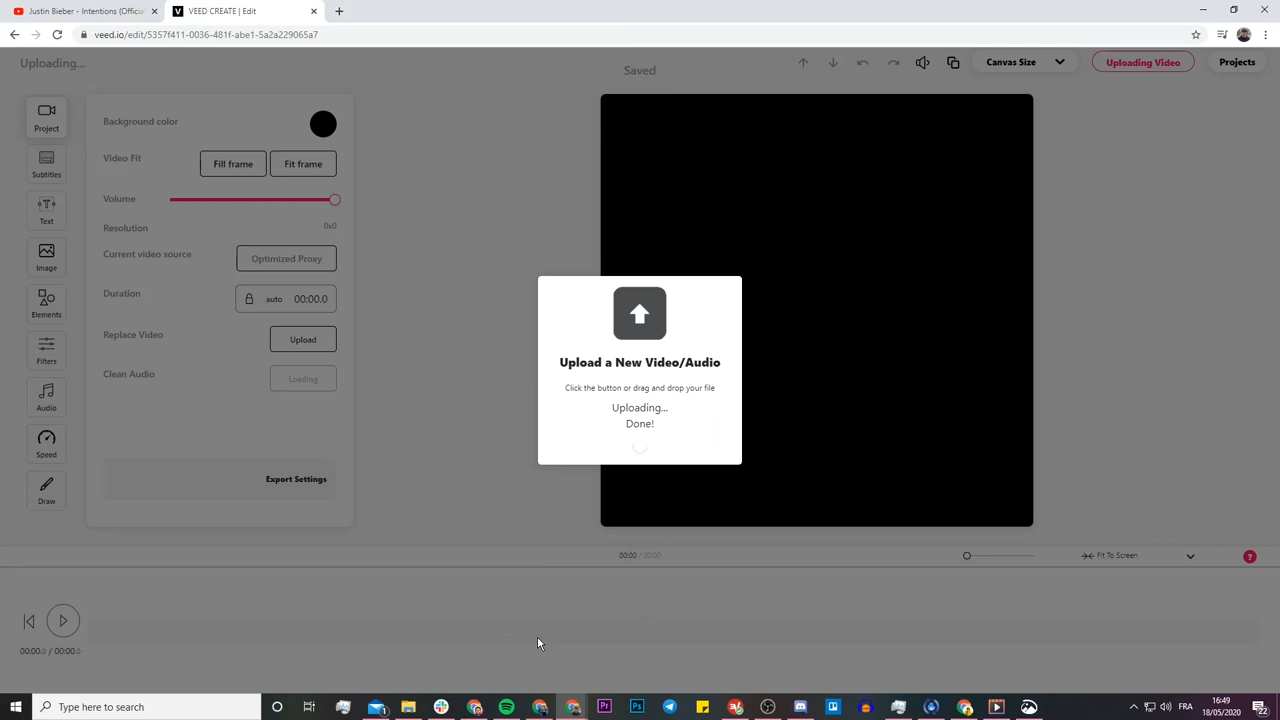 Justin Bieber - Intentions (Officia
VEED CREATE | Edit
veed.io/edit/5357f411-0036-481f-abe1-5a2a229065a7
Uploading...
Saved
Canvas Size
Uploading Video
Projects
Project
Subtitles
Text
Image
Elements
Filters
Audio
Speed
Draw
Background color
Video Fit
Fill frame
Fit frame
Volume
Resolution
0x0
Current video source
Optimized Proxy
Duration
auto
00:00.0
Replace Video
Upload
Clean Audio
Loading
Export Settings
Upload a New Video/Audio
Click the button or drag and drop your file
Uploading...
Done!
00:00 / 00:00
Fit To Screen
?
00:00.0 / 00:00.0
Type here to search
1
Pr
Ps
FRA
16:49
18/05/2020